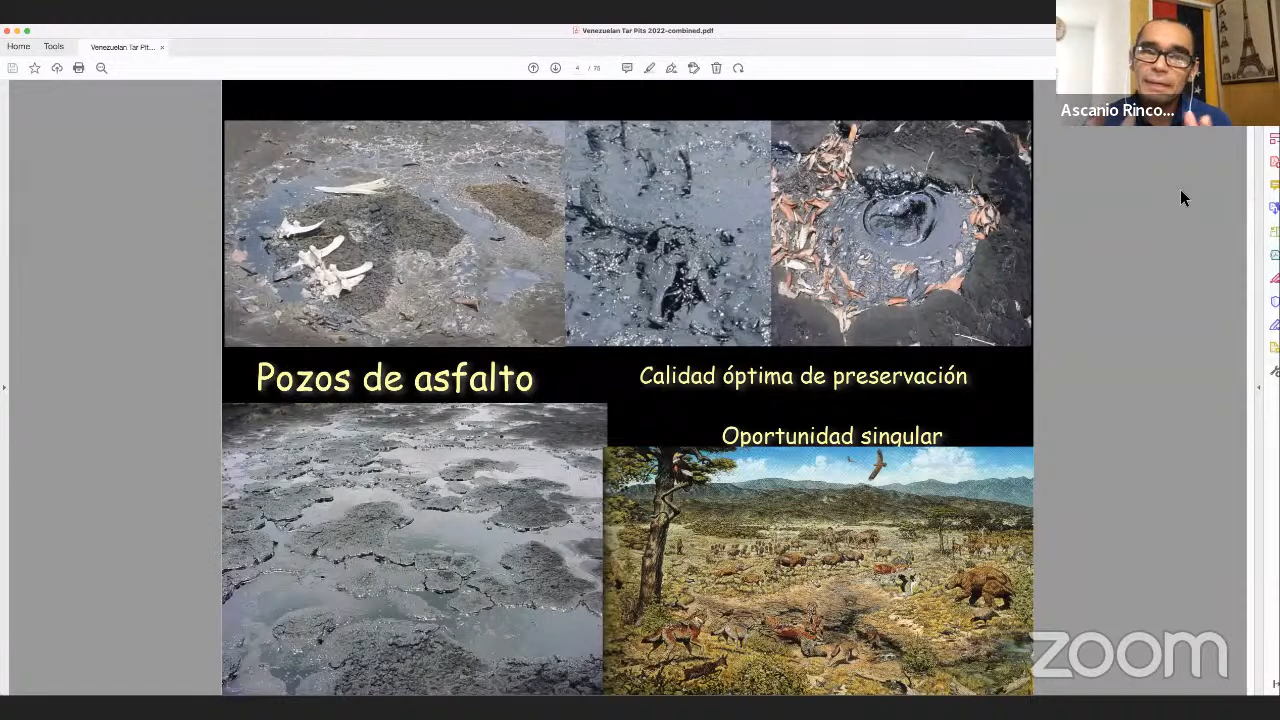 Venezuelan Tar Pits 2022-combined.pdf
Home
Tools
Venezuelan Tar Pit...
4 / 75
Ascanio Rinco...
Pozos de asfalto
Calidad óptima de preservación
Oportunidad singular
zoom